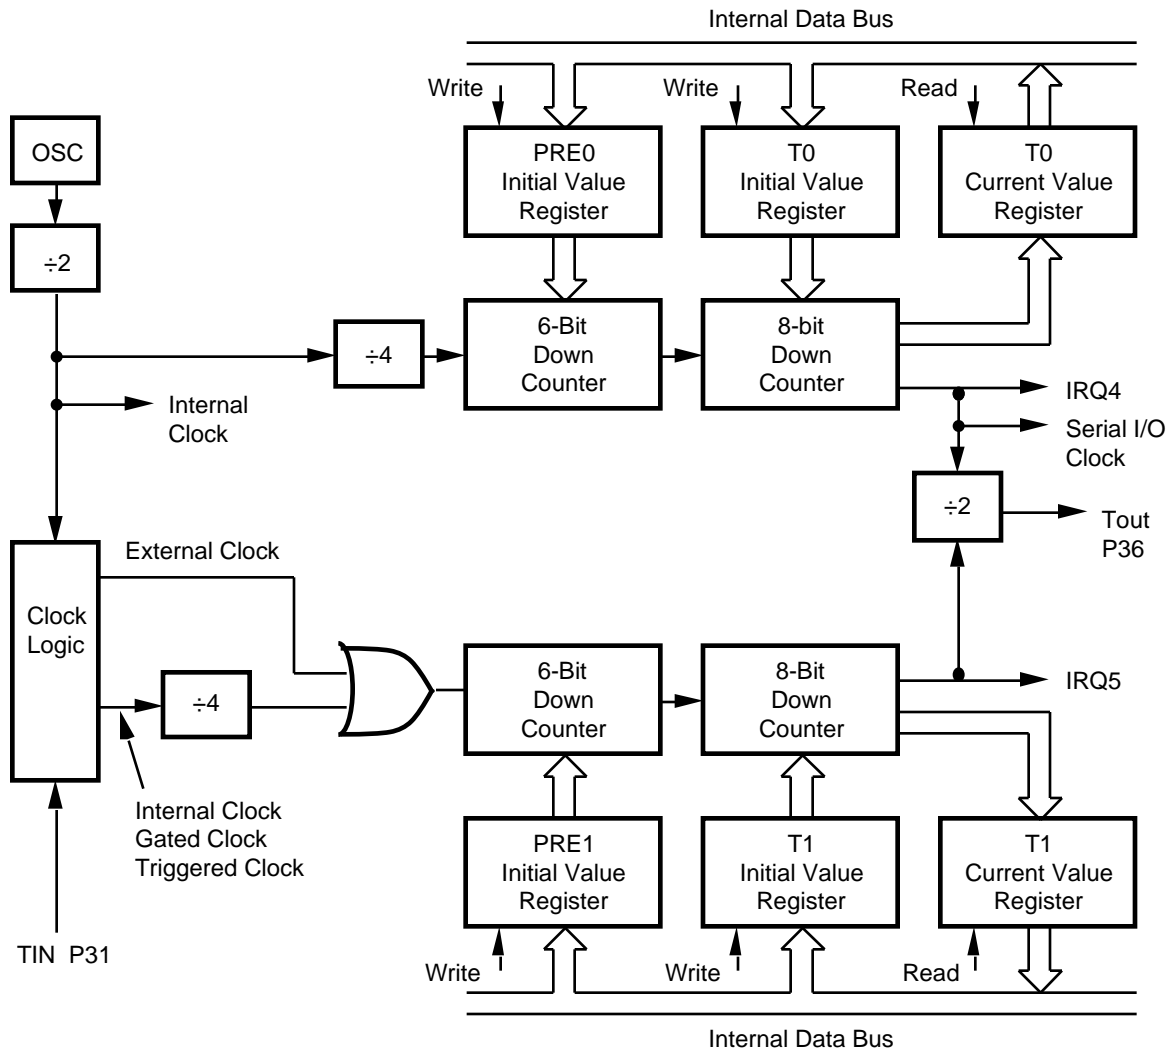 Internal Data Bus
Write
Write
Read
OSC
PRE0
Initial Value
Register
T0
Initial Value
Register
T0
Current Value
Register
÷2
÷4
6-Bit
Down
Counter
8-bit
Down
Counter
Internal
Clock
IRQ4
Serial I/O
Clock
÷2
Tout
P36
External Clock
Clock
Logic
÷4
6-Bit
Down
Counter
8-Bit
Down
Counter
IRQ5
Internal Clock
Gated Clock
Triggered Clock
PRE1
Initial Value
Register
T1
Initial Value
Register
T1
Current Value
Register
TIN P31
Write
Write
Read
Internal Data Bus